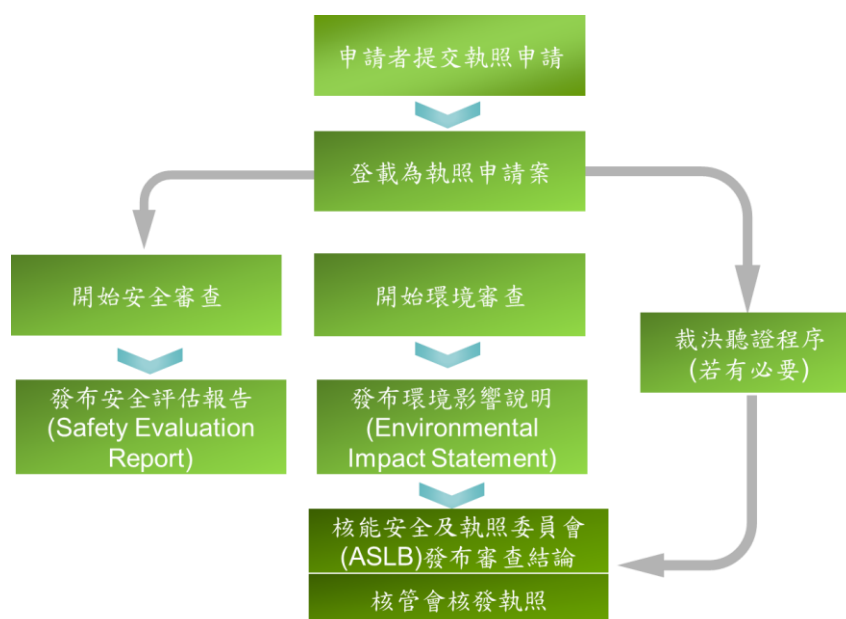 申請者提交執照申請
登載為執照申請案
開始安全審查
開始環境審查
裁決聽證程序
(若有必要)
發布安全評估報告
(Safety Evaluation
Report)
發布環境影響說明
(Environmental
Impact Statement)
核能安全及執照委員會
(ASLB)發布審查結論
核管會核發執照